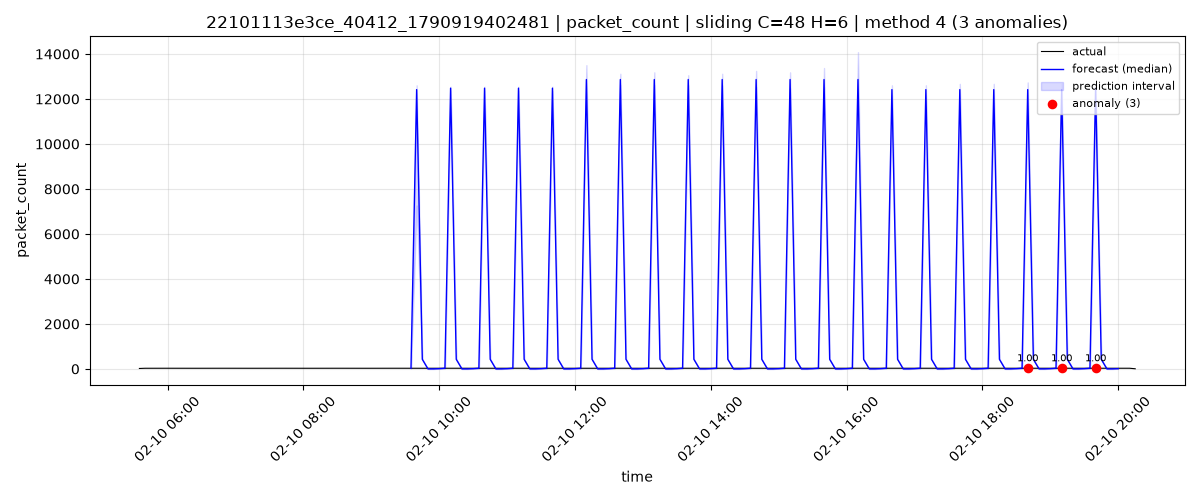 22101113e3ce_40412_1790919402481 | packet_count | sliding C=48 H=6 | method 4 (3 anomalies)
14000
12000
10000
8000
6000
4000
2000
0
packet_count
actual
forecast (median)
prediction interval
anomaly (3)
1.00 1.00 1.00
02-10 06:00 02-10 08:00 02-10 10:00 02-10 12:00 02-10 14:00 02-10 16:00 02-10 18:00 02-10 20:00
time